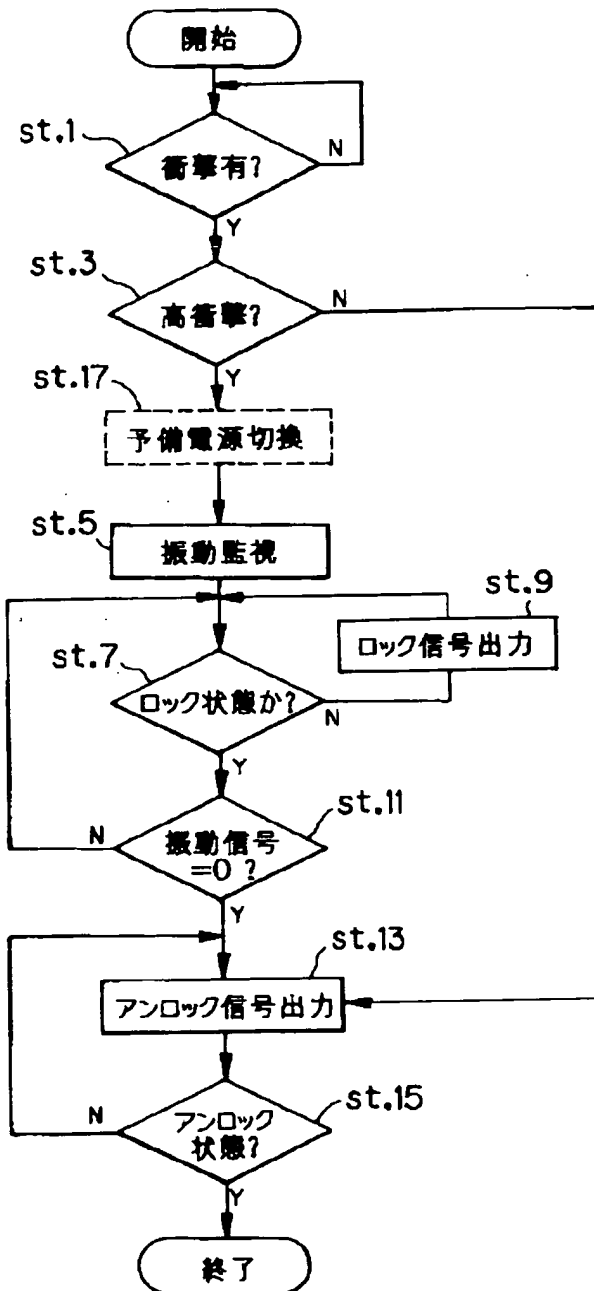 開始
st.1
衝撃有?
N
Y
st.3
高衝撃?
N
Y
st.17
予備電源切換
st.5
振動監視
st.9
ロック信号出力
st.7
ロック状態か?
N
Y
st.11
振動信号
=0 ?
N
Y
st.13
アンロック信号出力
st.15
アンロック
状態?
N
Y
終了